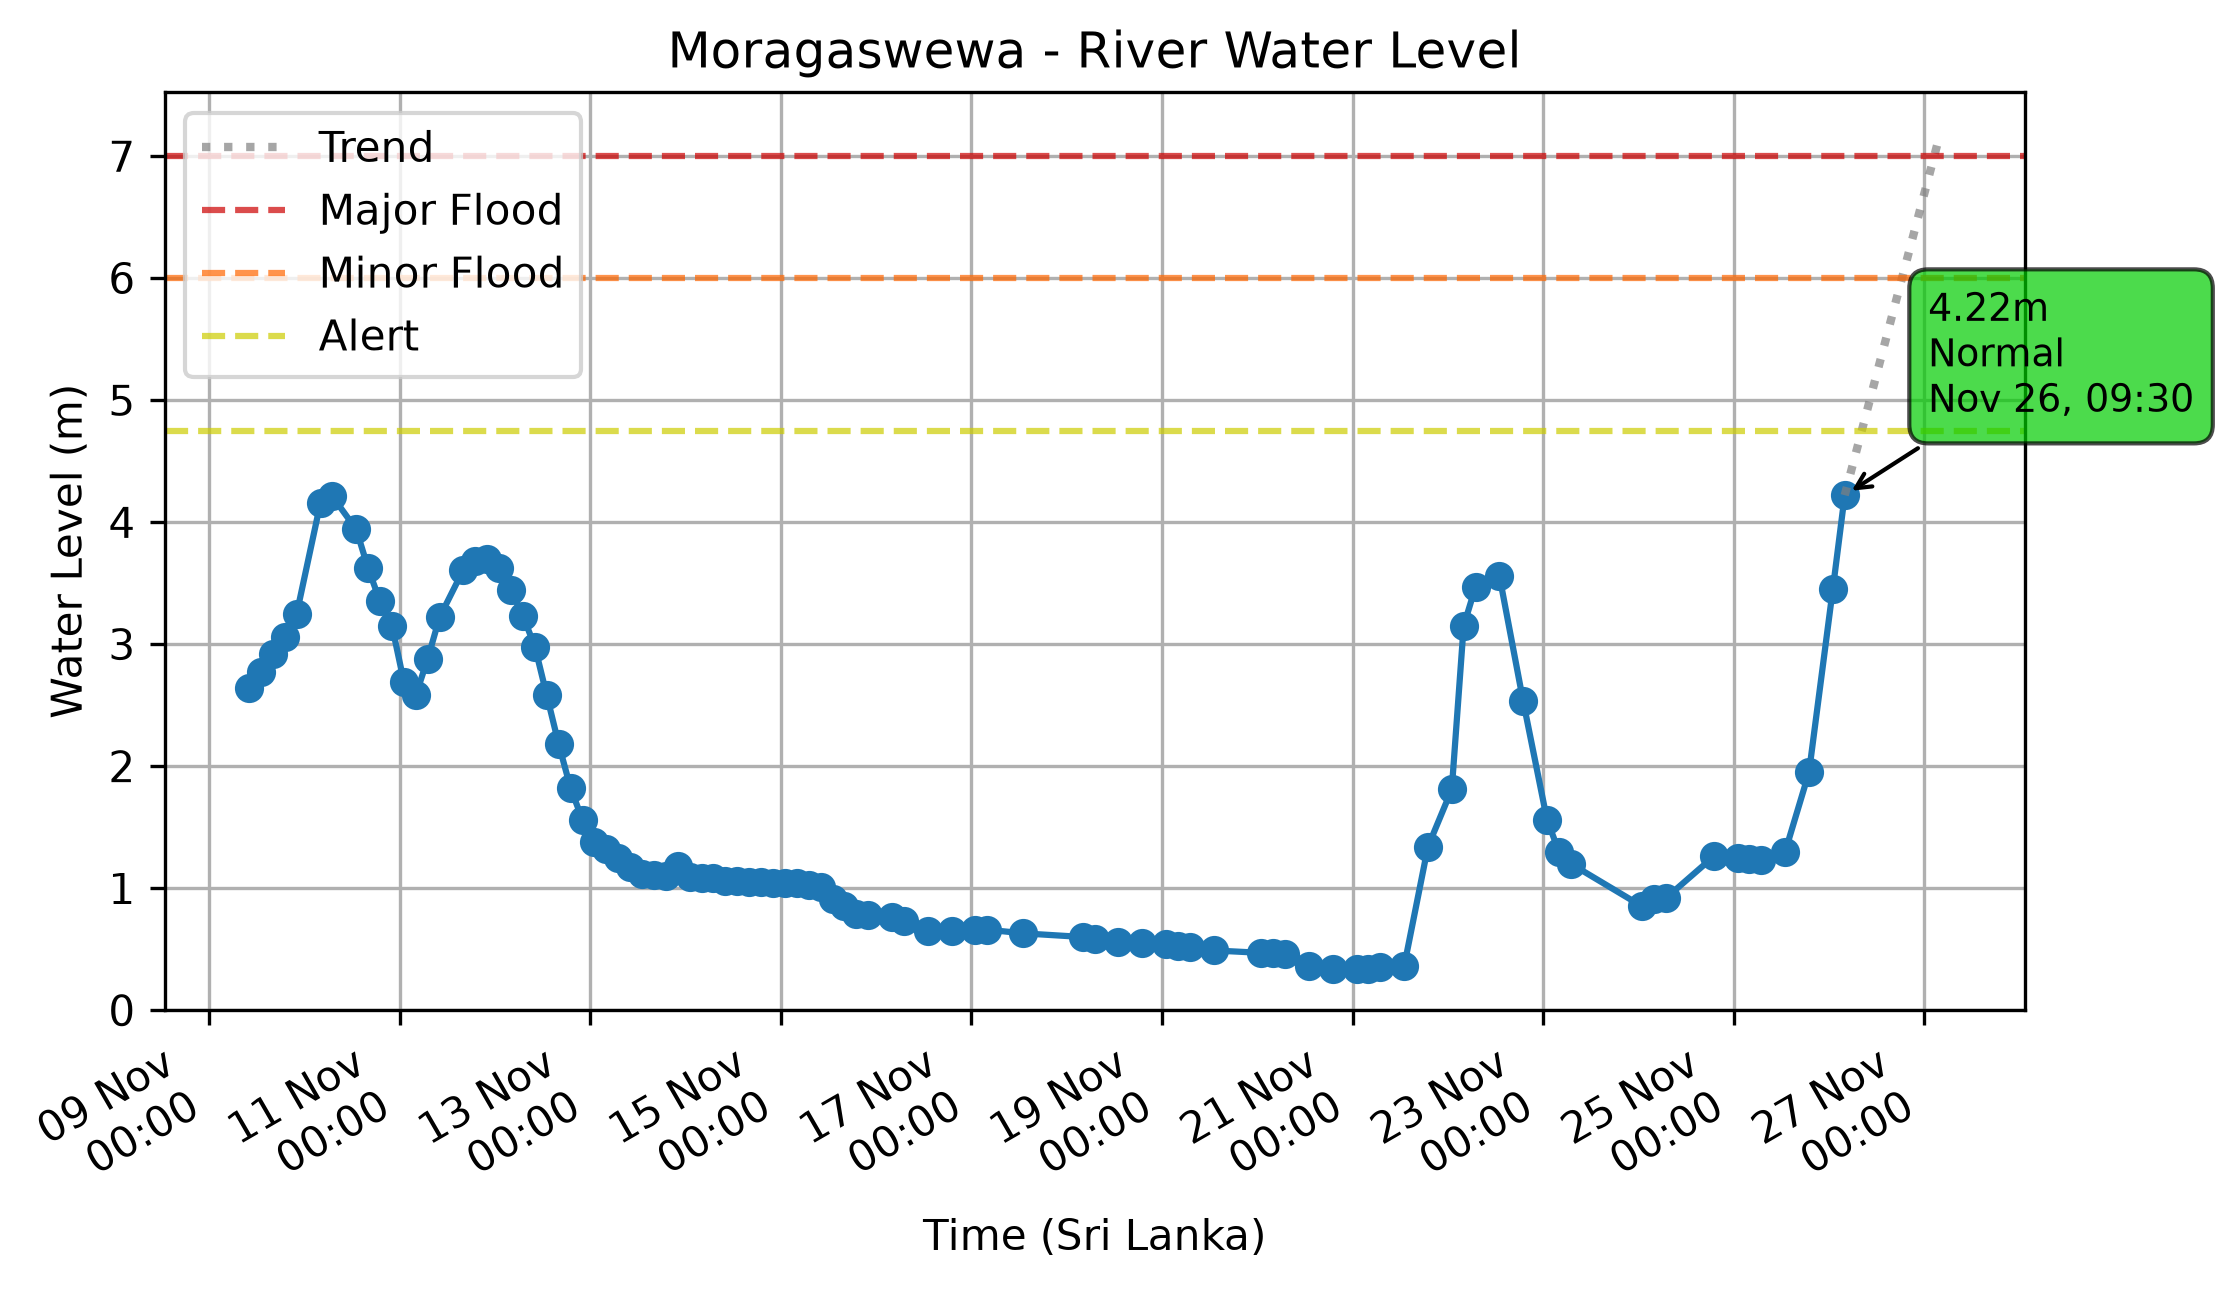 Moragaswewa - River Water Level
Trend
Major Flood
Minor Flood
Alert
4.22m
Normal
Nov 26, 09:30
Water Level (m)
7
6
5
4
3
2
1
0
09 Nov
00:00
11 Nov
00:00
13 Nov
00:00
15 Nov
00:00
17 Nov
00:00
19 Nov
00:00
21 Nov
00:00
23 Nov
00:00
25 Nov
00:00
27 Nov
00:00
Time (Sri Lanka)